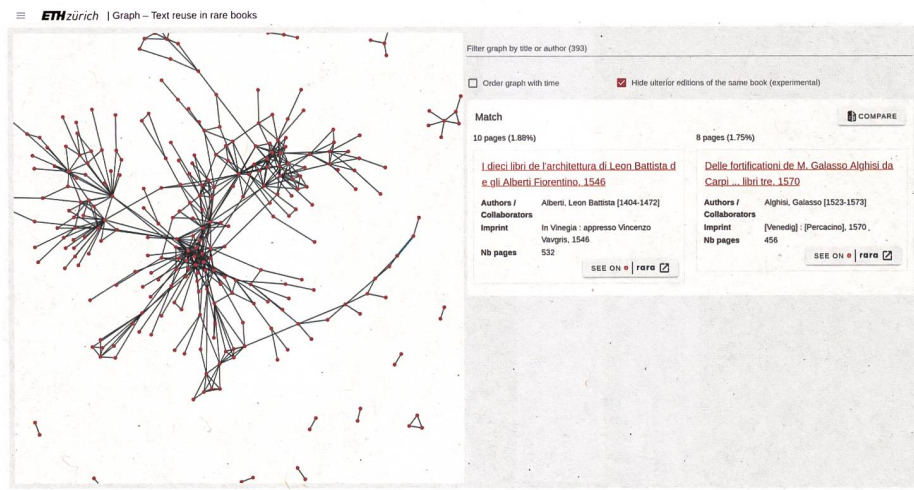 ETH zürich | Graph – Text reuse in rare books
Filter graph by title or author (393)
Order graph with time
Hide ulterior editions of the same book (experimental)
Match
COMPARE
10 pages (1.88%)
I dieci libri de l'architettura di Leon Battista d
e gli Alberti Fiorentino, 1546
Authors /
Collaborators
Alberti, Leon Battista [1404-1472]
Imprint
In Vinegia : appresso Vincenzo
Vavgris, 1546
Nb pages
532
SEE ON e | rara
8 pages (1.75%)
Delle fortificationi de M. Galasso Alghisi da
Carpi ... libri tre, 1570
Authors /
Collaborators
Alghisi, Galasso [1523-1573]
Imprint
[Venedig] : [Percacino], 1570
Nb pages
456
SEE ON e | rara